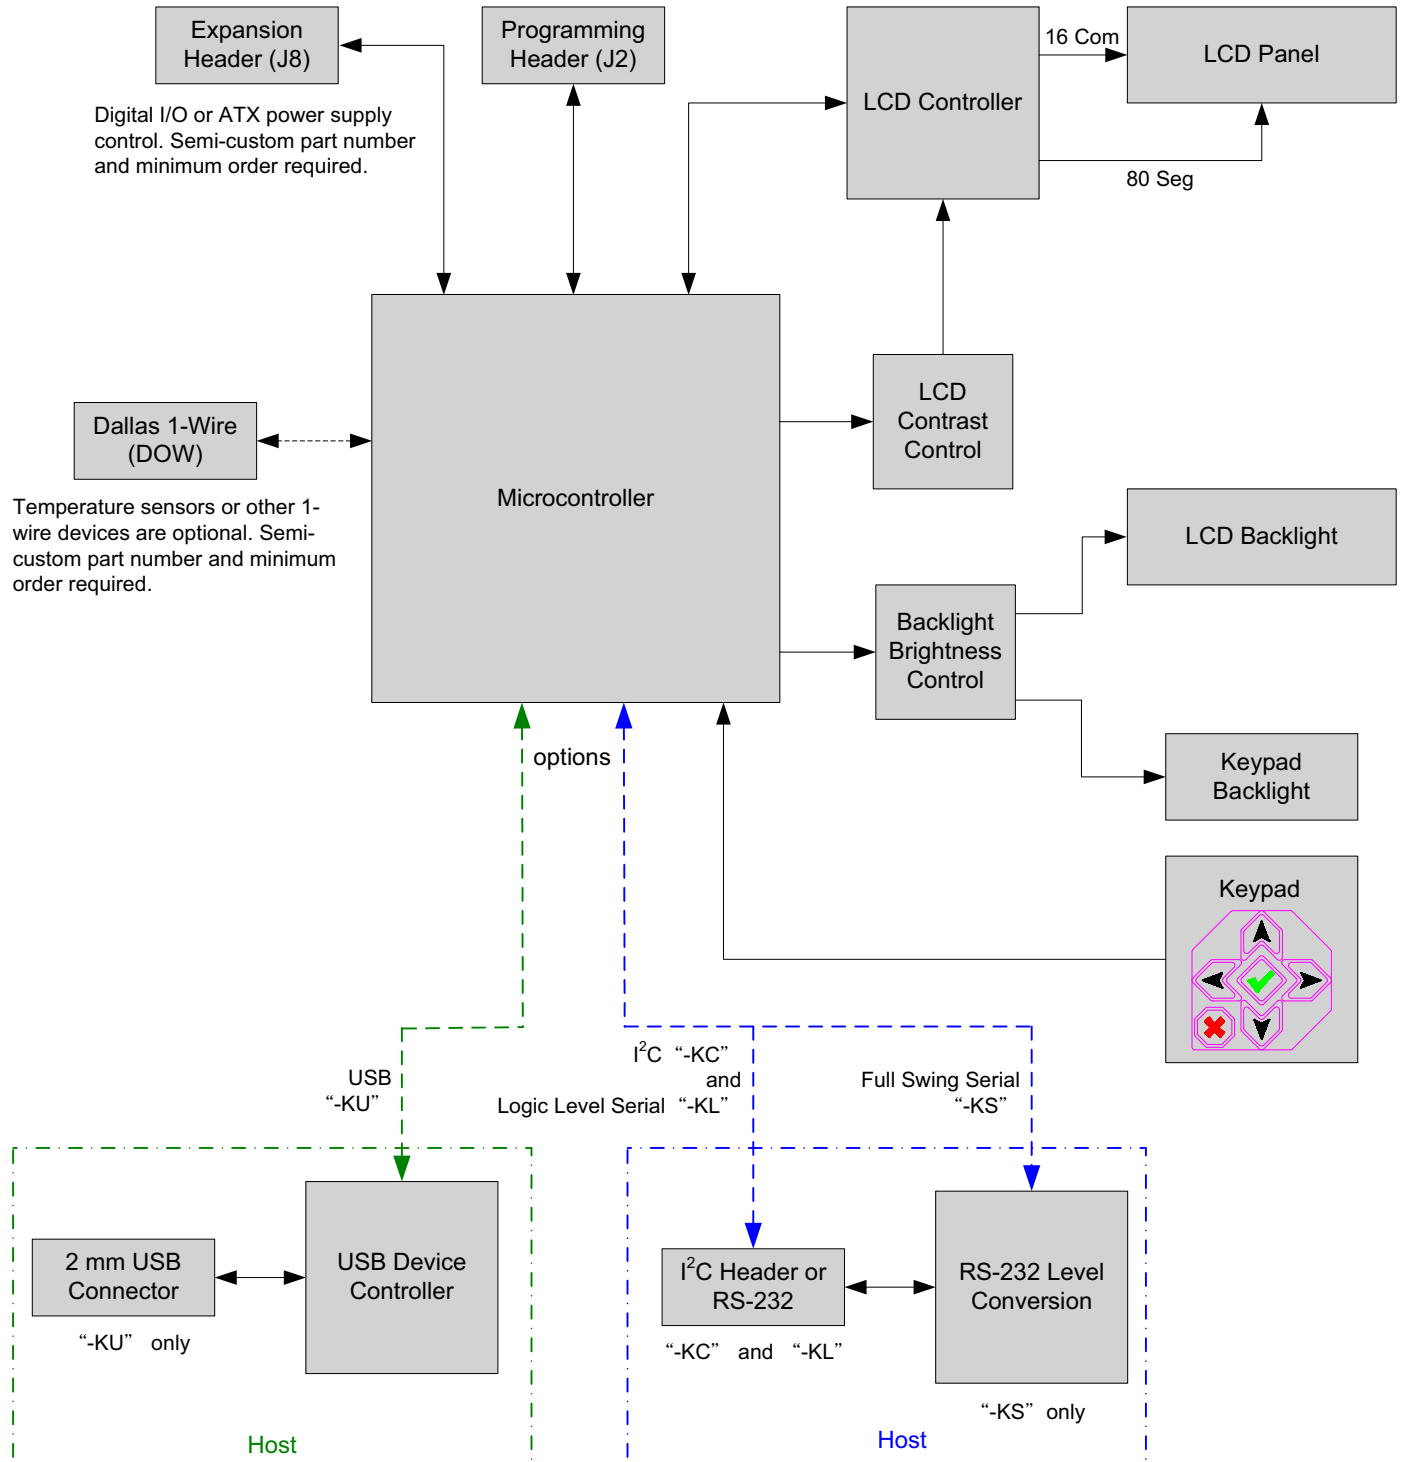 Expansion
Header (J8)
Programming
Header (J2)
LCD Controller
16 Com
LCD Panel
80 Seg
Digital I/O or ATX power supply
control. Semi-custom part number
and minimum order required.
Dallas 1-Wire
(DOW)
Temperature sensors or other 1-
wire devices are optional. Semi-
custom part number and minimum
order required.
Microcontroller
LCD
Contrast
Control
LCD Backlight
Backlight
Brightness
Control
Keypad
Backlight
options
Keypad
USB
“-KU”
I²C “-KC”
and
Logic Level Serial “-KL”
Full Swing Serial
“-KS”
2 mm USB
Connector
“-KU” only
USB Device
Controller
Host
I²C Header or
RS-232
“-KC” and “-KL”
RS-232 Level
Conversion
“-KS” only
Host